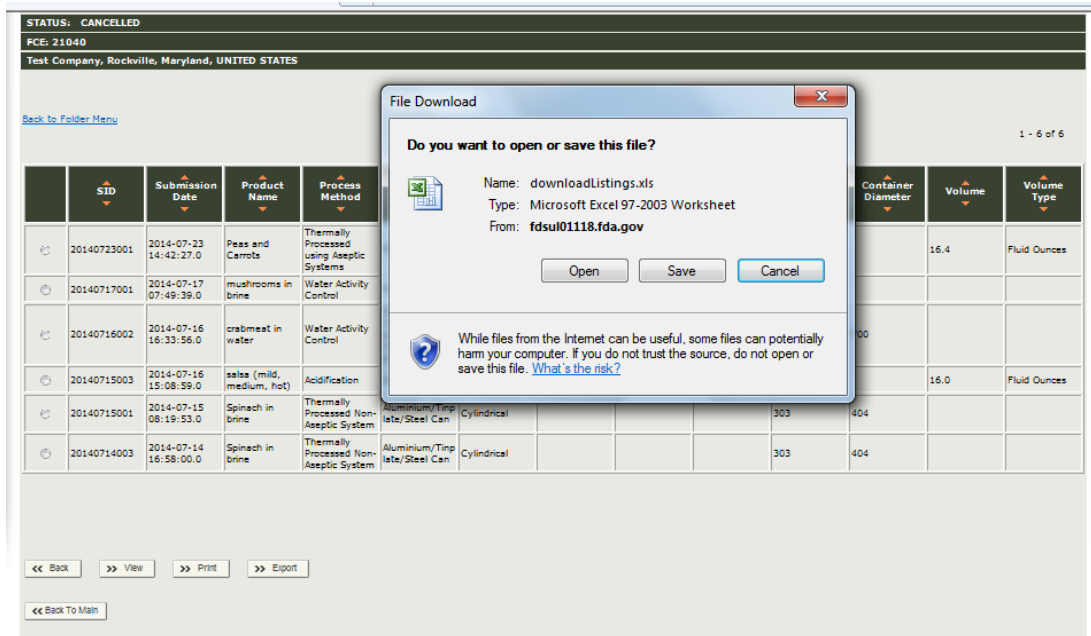 STATUS: CANCELLED
FCE: 21040
Test Company, Rockville, Maryland, UNITED STATES
Back to Folder Menu
1 - 6 of 6
SID
Submission Date
Product Name
Process Method
Container Diameter
Volume
Volume Type
20140723001
2014-07-23 14:42:27.0
Peas and Carrots
Thermally Processed using Aseptic Systems
16.4
Fluid Ounces
20140717001
2014-07-17 07:49:39.0
mushrooms in brine
Water Activity Control
20140716002
2014-07-16 16:33:56.0
crabmeat in water
Water Activity Control
20140715003
2014-07-15 15:08:59.0
salsa (mild, medium, hot)
Acidification
16.0
Fluid Ounces
20140715001
2014-07-15 08:19:53.0
Spinach in brine
Thermally Processed Non-Aseptic System
Aluminium/Tinplate/Steel Can
Cylindrical
303
404
20140714003
2014-07-14 16:58:00.0
Spinach in brine
Thermally Processed Non-Aseptic System
Aluminium/Tinplate/Steel Can
Cylindrical
303
404
File Download
Do you want to open or save this file?
Name: downloadListings.xls
Type: Microsoft Excel 97-2003 Worksheet
From: fdsul01118.fda.gov
Open
Save
Cancel
While files from the Internet can be useful, some files can potentially
harm your computer. If you do not trust the source, do not open or
save this file. What's the risk?
<< Back
>> View
>> Print
>> Export
<< Back To Main